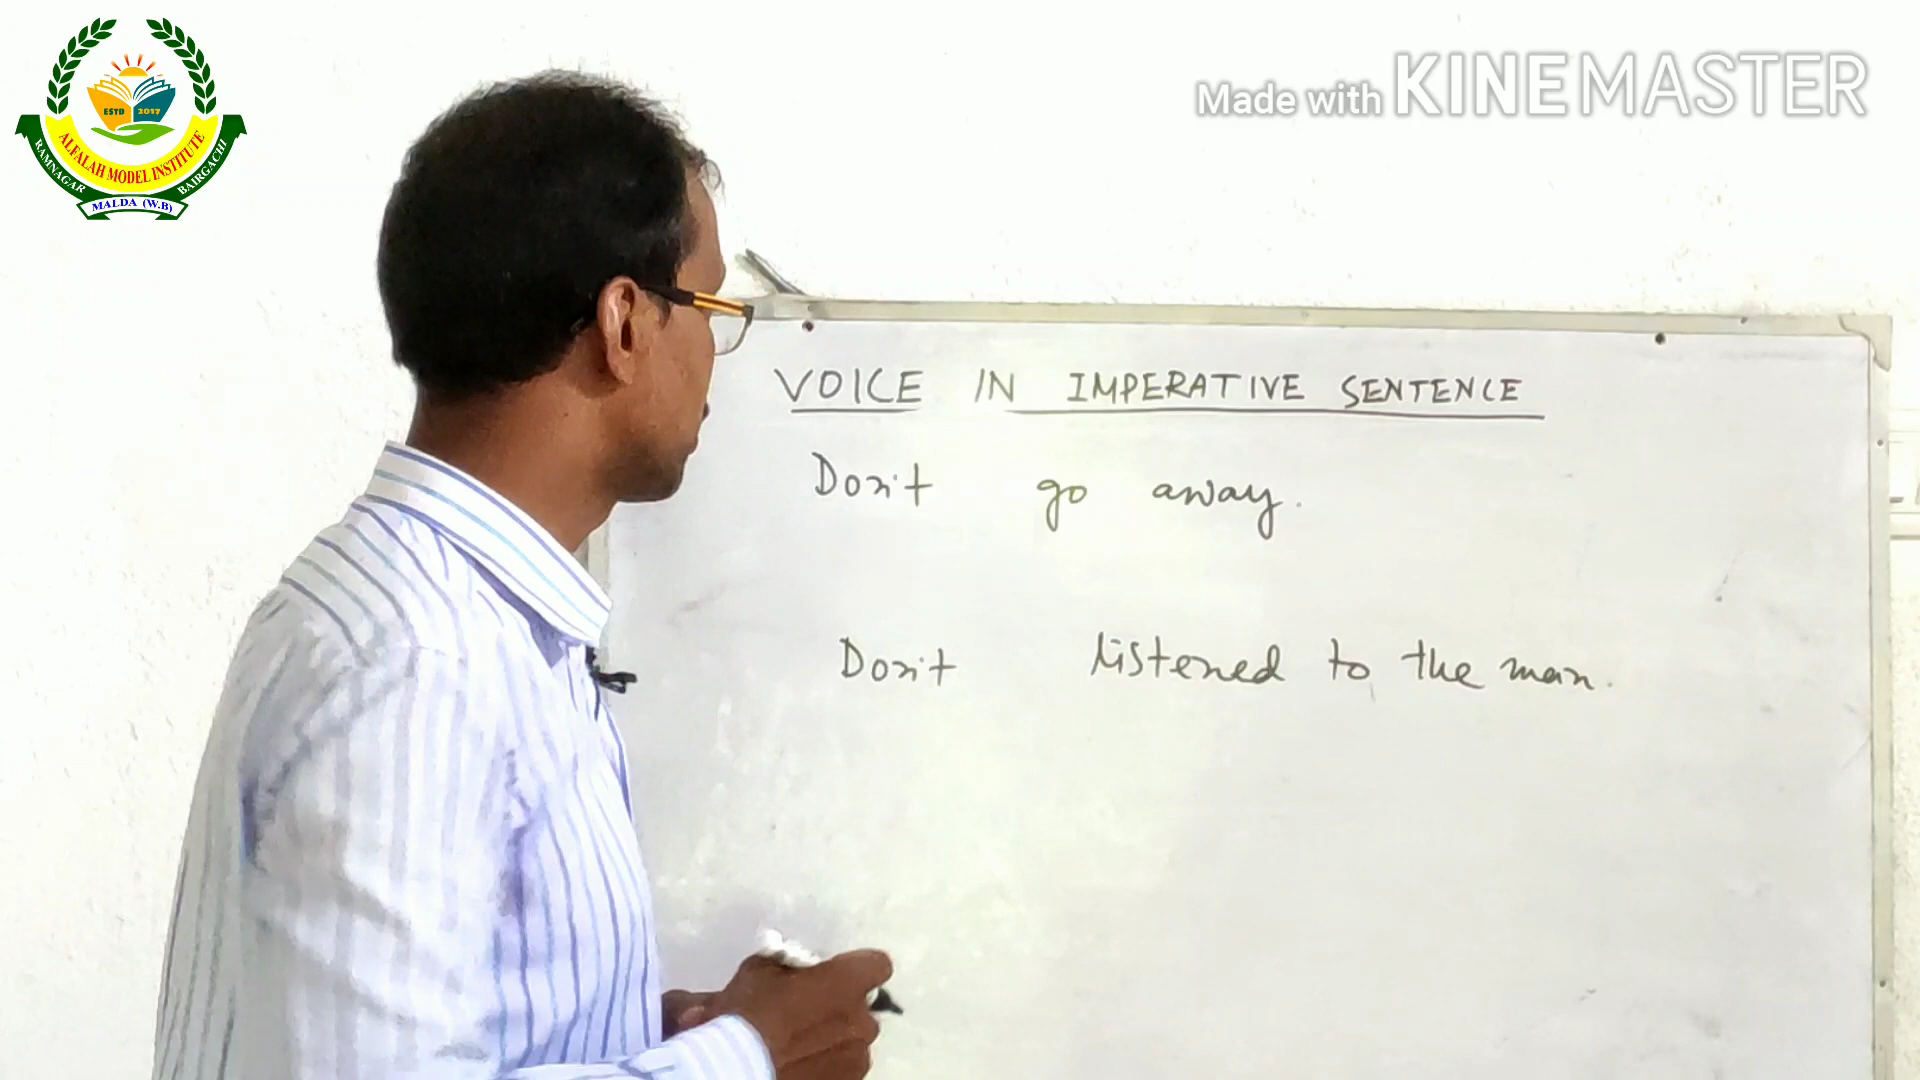 ESTD 2017
ALFALAH MODEL INSTITUTE
RAMNAGAR BAIRGACHI
MALDA (W.B)
Made with KINEMASTER
VOICE IN IMPERATIVE SENTENCE
Don't go away.
Don't listened to the man.